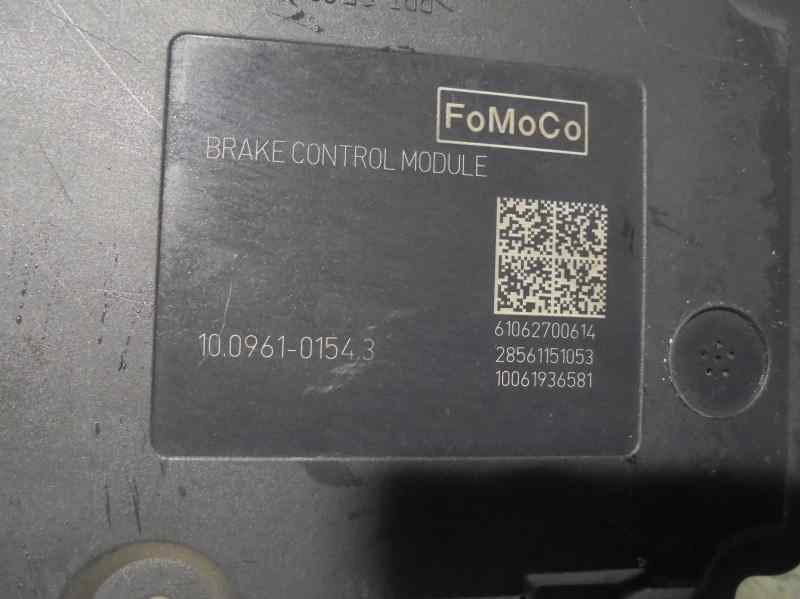 FoMoCo
BRAKE CONTROL MODULE
61062700614
10.0961-0154.3
28561151053
10061936581